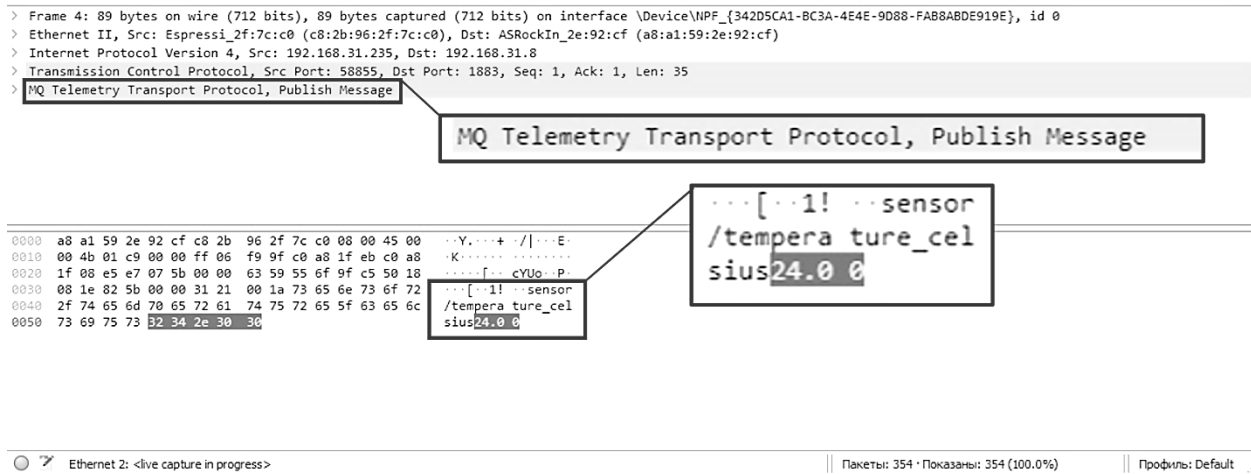 > Frame 4: 89 bytes on wire (712 bits), 89 bytes captured (712 bits) on interface \Device\NPF_{342D5CA1-BC3A-4E4E-9D88-FAB8ABDE919E}, id 0
> Ethernet II, Src: Espressi_2f:7c:c0 (c8:2b:96:2f:7c:c0), Dst: ASRockIn_2e:92:cf (a8:a1:59:2e:92:cf)
> Internet Protocol Version 4, Src: 192.168.31.235, Dst: 192.168.31.8
> Transmission Control Protocol, Src Port: 58855, Dst Port: 1883, Seq: 1, Ack: 1, Len: 35
> MQ Telemetry Transport Protocol, Publish Message
MQ Telemetry Transport Protocol, Publish Message
···[··1! ··sensor
/tempera ture_cel
sius24.0 0
0000 a8 a1 59 2e 92 cf c8 2b 96 2f 7c c0 08 00 45 00 ··Y.···+ ·/|···E·
0010 00 4b 01 c9 00 00 ff 06 f9 9f c0 a8 1f eb c0 a8 ·K······ ········
0020 1f 08 e5 e7 07 5b 00 00 63 59 55 6f 9f c5 50 18 ·····[·· cYUo··P·
0030 08 1e 82 5b 00 00 31 21 00 1a 73 65 6e 73 6f 72 ···[··1! ··sensor
0040 2f 74 65 6d 70 65 72 61 74 75 72 65 5f 63 65 6c /tempera ture_cel
0050 73 69 75 73 32 34 2e 30 30 sius24.0 0
Ethernet 2: <live capture in progress> Пакеты: 354 · Показаны: 354 (100.0%) Профиль: Default